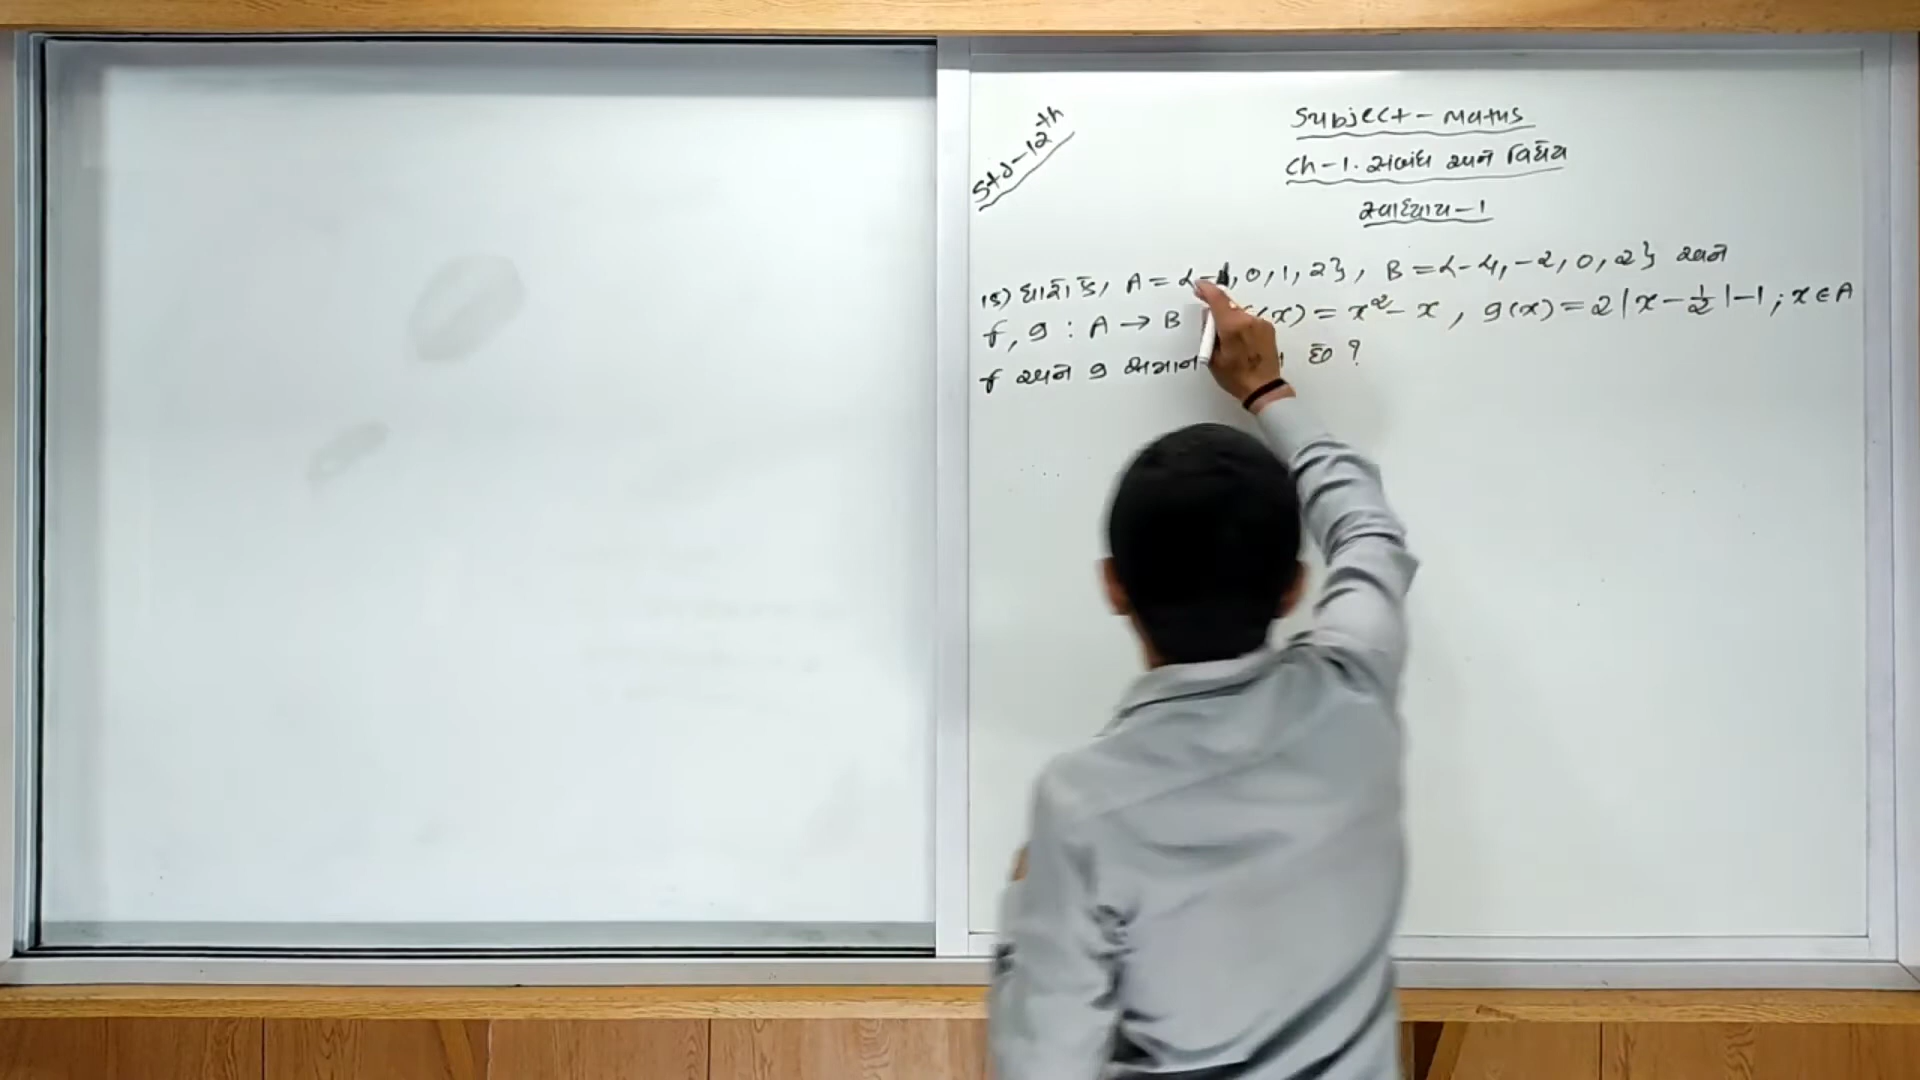 Std-12th
Subject - Maths
Ch-1. સંબંધ અને વિધેય
સ્વાધ્યાય-1
15) ધારો કે, A = {-1, 0, 1, 2}, B = {-4, -2, 0, 2} અને
f, g : A → B (x) = x² - x, g(x) = 2|x - 1/2| - 1; x ∈ A
f અને g સમાન છે ?